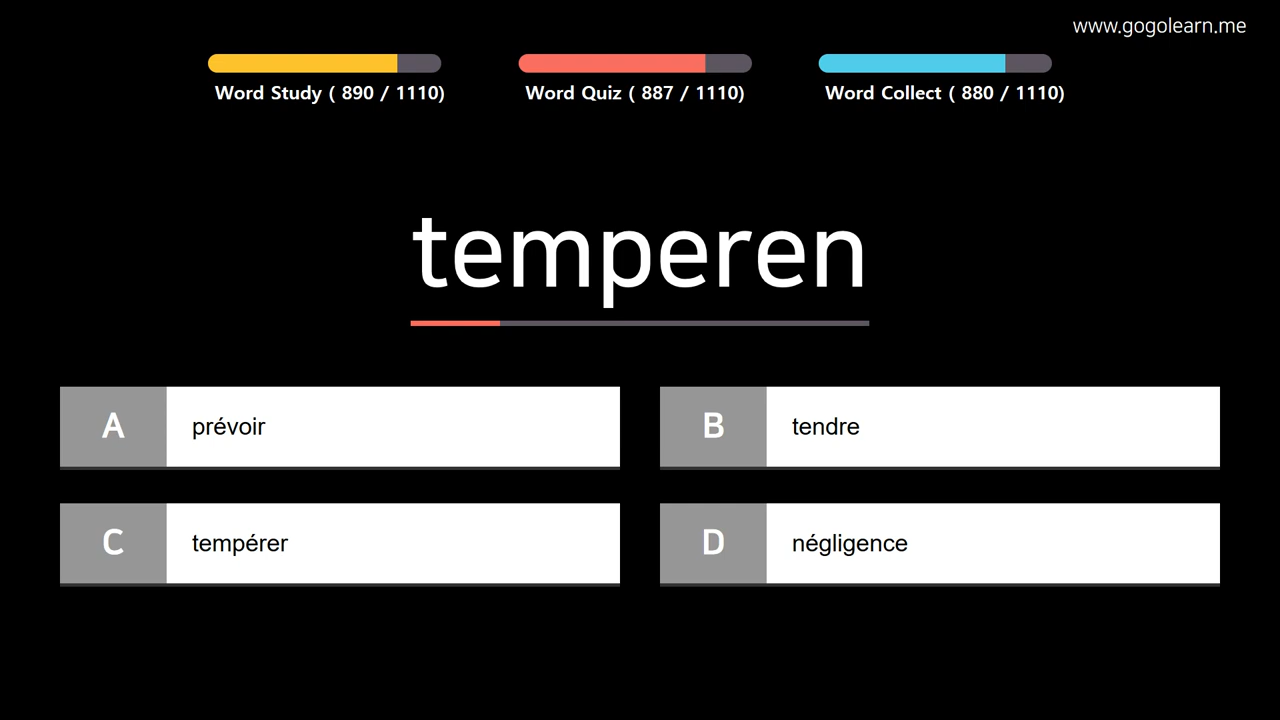 www.gogolearn.me
Word Study ( 890 / 1110)
Word Quiz ( 887 / 1110)
Word Collect ( 880 / 1110)
temperen
A prévoir
B tendre
C tempérer
D négligence